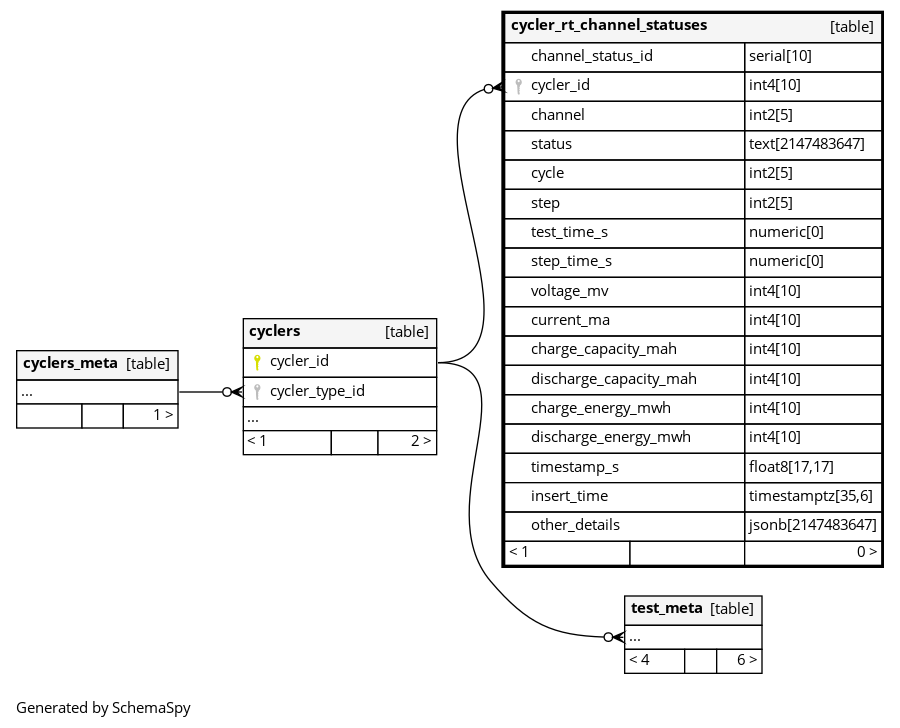 cycler_rt_channel_statuses [table]
channel_status_id serial[10]
cycler_id int4[10]
channel int2[5]
status text[2147483647]
cycle int2[5]
step int2[5]
test_time_s numeric[0]
step_time_s numeric[0]
voltage_mv int4[10]
current_ma int4[10]
charge_capacity_mah int4[10]
discharge_capacity_mah int4[10]
charge_energy_mwh int4[10]
discharge_energy_mwh int4[10]
timestamp_s float8[17,17]
insert_time timestamptz[35,6]
other_details jsonb[2147483647]
< 1 0 >
cyclers [table]
cycler_id
cycler_type_id
...
< 1 2 >
cyclers_meta [table]
...
1 >
test_meta [table]
...
< 4 6 >
Generated by SchemaSpy